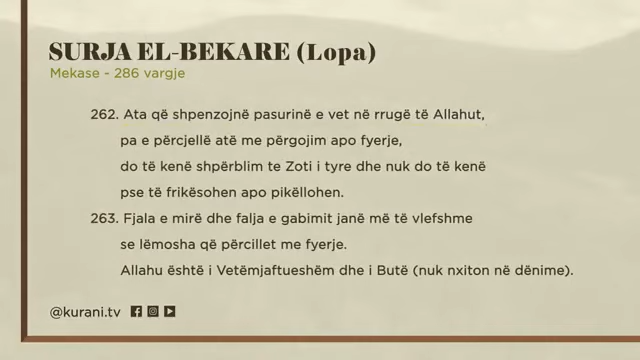 SURJA EL-BEKARE (Lopa)
Mekase - 286 vargje
262. Ata që shpenzojnë pasurinë e vet në rrugë të Allahut,
pa e përcjellë atë me përgojim apo fyerje,
do të kenë shpërblim te Zoti i tyre dhe nuk do të kenë
pse të frikësohen apo pikëllohen.
263. Fjala e mirë dhe falja e gabimit janë më të vlefshme
se lëmosha që përcillet me fyerje.
Allahu është i Vetëmjaftueshëm dhe i Butë (nuk nxiton në dënime).
@kurani.tv